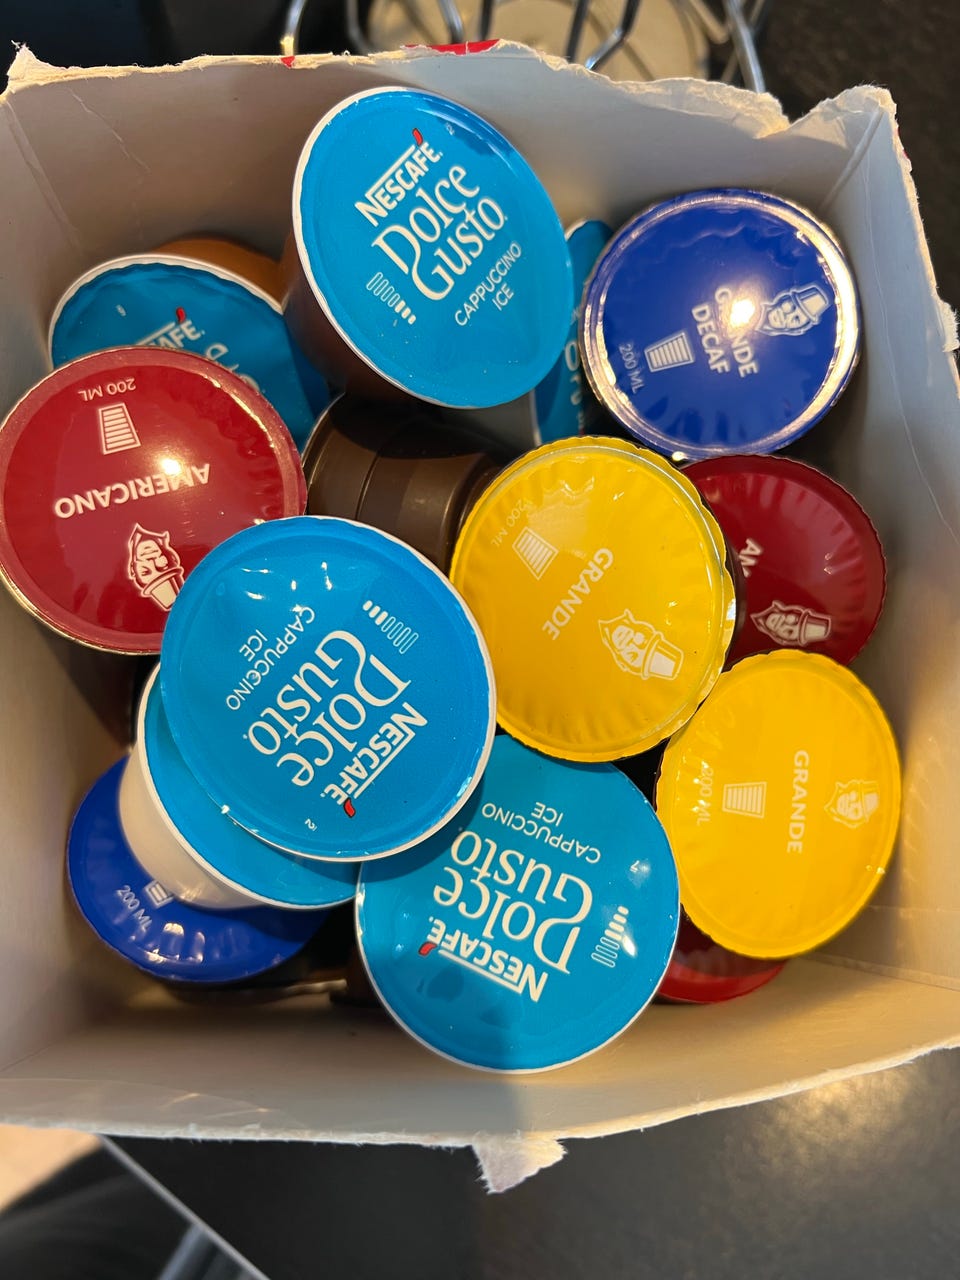 NESCAFÉ
Dolce
Gusto
CAPPUCCINO
ICE
GRANDE
DECAF
200 ML
200 ML
AMERICANO
200 ML
GRANDE
NESCAFÉ
Dolce
Gusto
CAPPUCCINO
ICE
200 ML
GRANDE
NESCAFÉ
Dolce
Gusto
CAPPUCCINO
ICE
200 ML